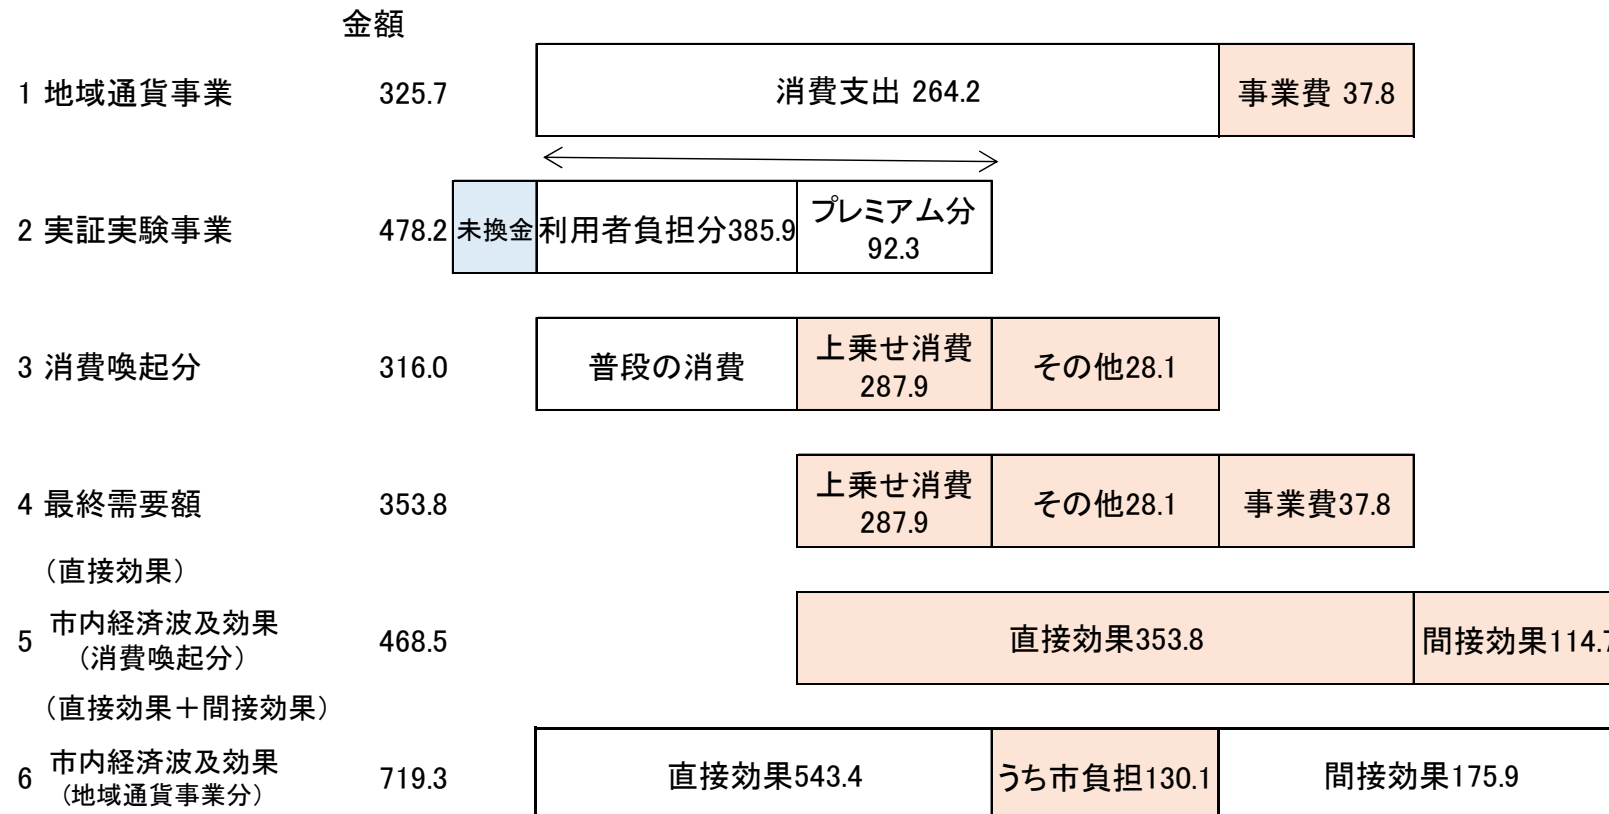 金額
1 地域通貨事業 325.7 消費支出 264.2 事業費 37.8
2 実証実験事業 478.2 未換金 利用者負担分385.9 プレミアム分
92.3
3 消費喚起分 316.0 普段の消費 上乗せ消費
287.9 その他28.1
4 最終需要額 353.8 上乗せ消費
287.9 その他28.1 事業費37.8
（直接効果）
5 市内経済波及効果
（消費喚起分） 468.5 直接効果353.8 間接効果114.7
（直接効果＋間接効果）
6 市内経済波及効果
（地域通貨事業分） 719.3 直接効果543.4 うち市負担130.1 間接効果175.9